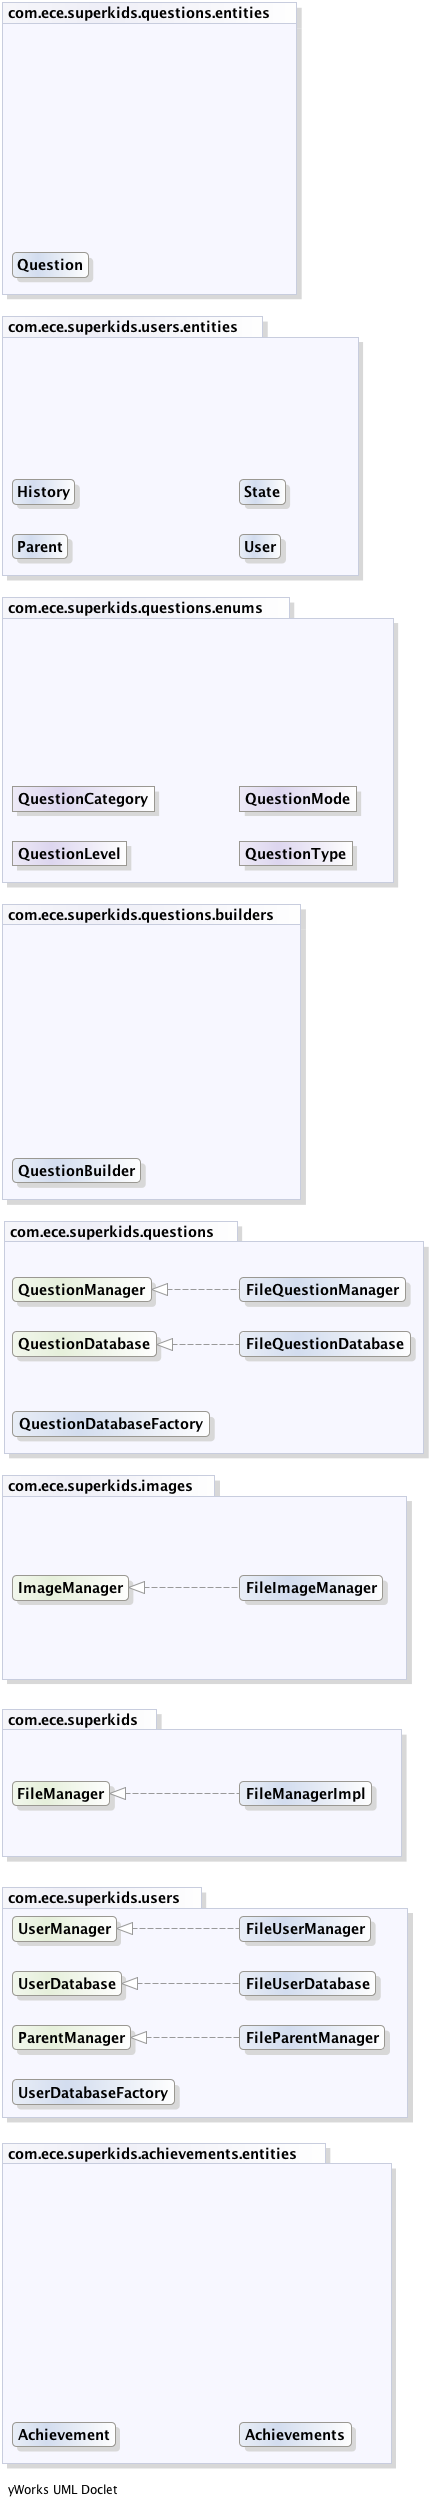 com.ece.superkids.questions.entities
Question
com.ece.superkids.users.entities
History State
Parent User
com.ece.superkids.questions.enums
QuestionCategory QuestionMode
QuestionLevel QuestionType
com.ece.superkids.questions.builders
QuestionBuilder
com.ece.superkids.questions
QuestionManager FileQuestionManager
QuestionDatabase FileQuestionDatabase
QuestionDatabaseFactory
com.ece.superkids.images
ImageManager FileImageManager
com.ece.superkids
FileManager FileManagerImpl
com.ece.superkids.users
UserManager FileUserManager
UserDatabase FileUserDatabase
ParentManager FileParentManager
UserDatabaseFactory
com.ece.superkids.achievements.entities
Achievement Achievements
yWorks UML Doclet